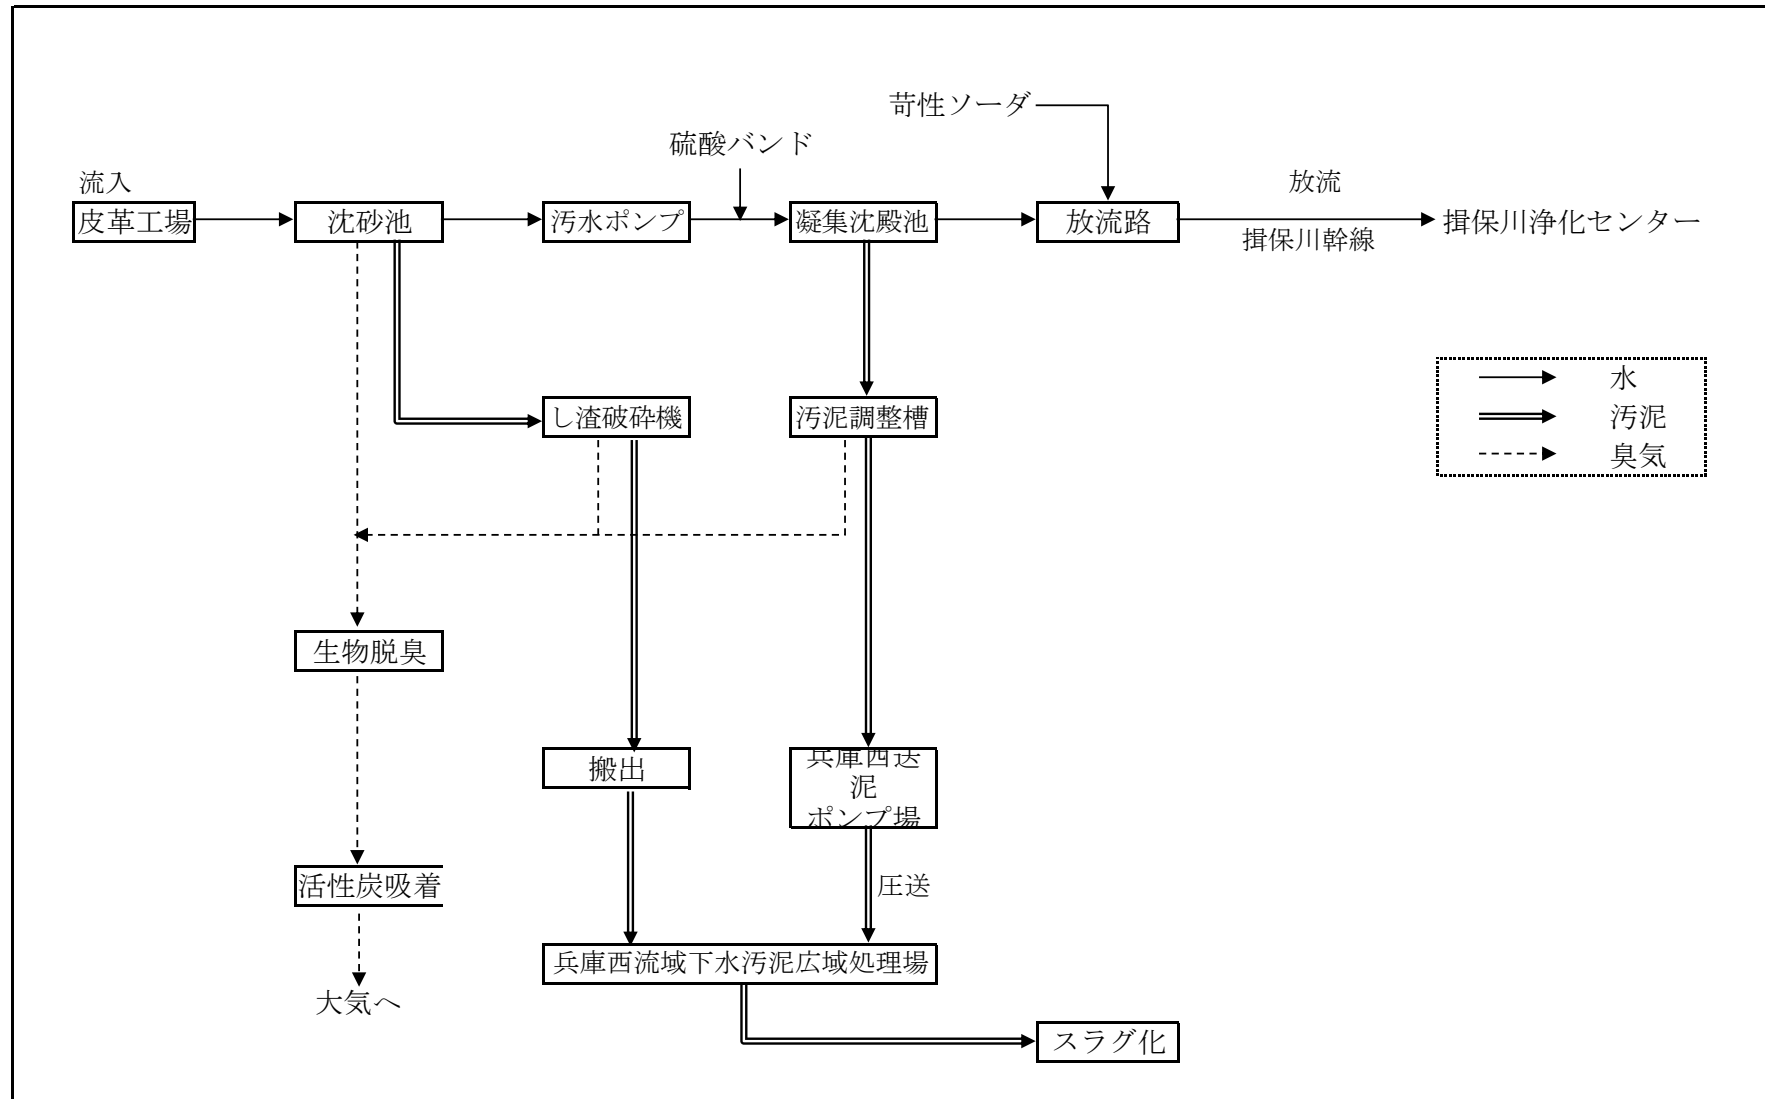 苛性ソーダ
硫酸バンド
流入
放流
皮革工場
沈砂池
汚水ポンプ
凝集沈殿池
放流路
揖保川浄化センター
揖保川幹線
水
汚泥
臭気
し渣破砕機
汚泥調整槽
生物脱臭
搬出
兵庫西送
泥
ポンプ場
活性炭吸着
圧送
兵庫西流域下水汚泥広域処理場
大気へ
スラグ化